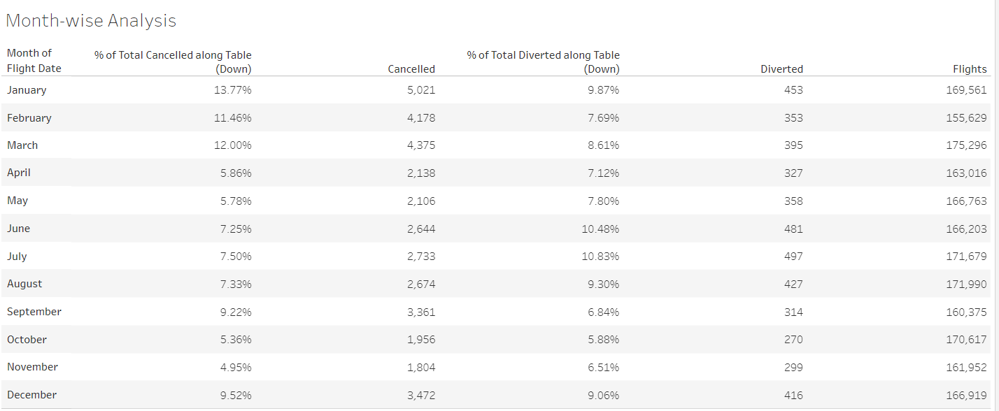 Month-wise Analysis
Month of % of Total Cancelled along Table % of Total Diverted along Table
Flight Date (Down) Cancelled (Down) Diverted Flights
January 13.77% 5,021 9.87% 453 169,561
February 11.46% 4,178 7.69% 353 155,629
March 12.00% 4,375 8.61% 395 175,296
April 5.86% 2,138 7.12% 327 163,016
May 5.78% 2,106 7.80% 358 166,763
June 7.25% 2,644 10.48% 481 166,203
July 7.50% 2,733 10.83% 497 171,679
August 7.33% 2,674 9.30% 427 171,990
September 9.22% 3,361 6.84% 314 160,375
October 5.36% 1,956 5.88% 270 170,617
November 4.95% 1,804 6.51% 299 161,952
December 9.52% 3,472 9.06% 416 166,919